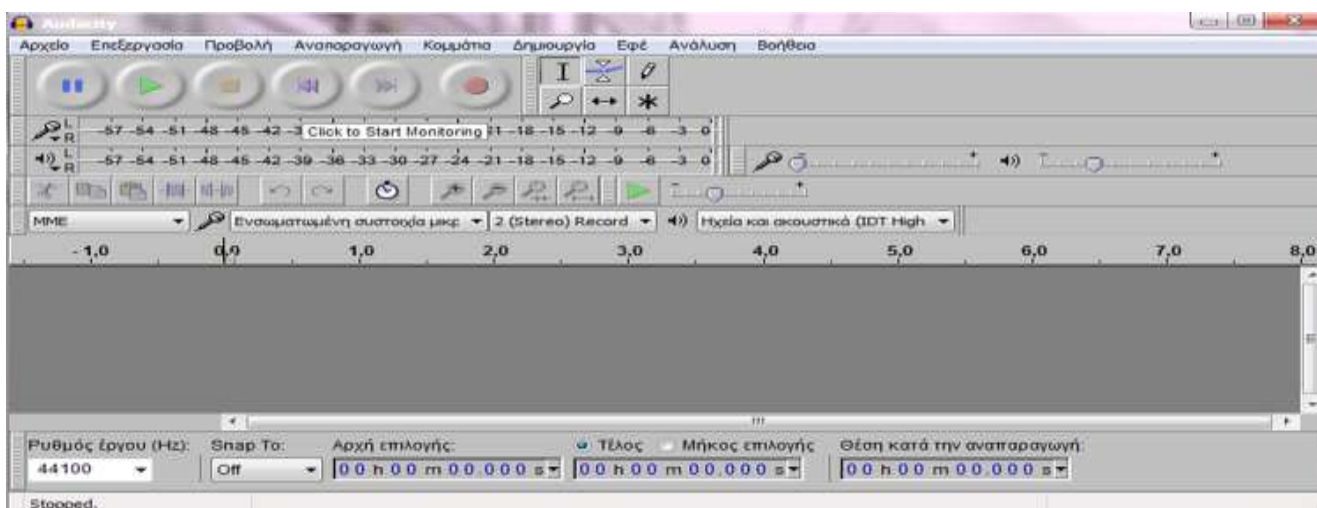 Audacity
Αρχείο Επεξεργασία Προβολή Αναπαραγωγή Κομμάτια Δημιουργία Εφέ Ανάλυση Βοήθεια
L R -57 -54 -51 -48 -45 -42 -3 Click to Start Monitoring 1 -18 -15 -12 -9 -6 -3 0
L R -57 -54 -51 -48 -45 -42 -39 -36 -33 -30 -27 -24 -21 -18 -15 -12 -9 -6 -3 0
MME Ενσωματωμένη συστοιχία μικρ 2 (Stereo) Record Ηχεία και ακουστικά (IDT High
-1,0 0,0 1,0 2,0 3,0 4,0 5,0 6,0 7,0 8,0
Ρυθμός έργου (Hz): Snap To: Αρχή επιλογής: Τέλος Μήκος επιλογής Θέση κατά την αναπαραγωγή:
44100 Off 00 h 00 m 00.000 s 00 h 00 m 00.000 s 00 h 00 m 00.000 s
Stopped.